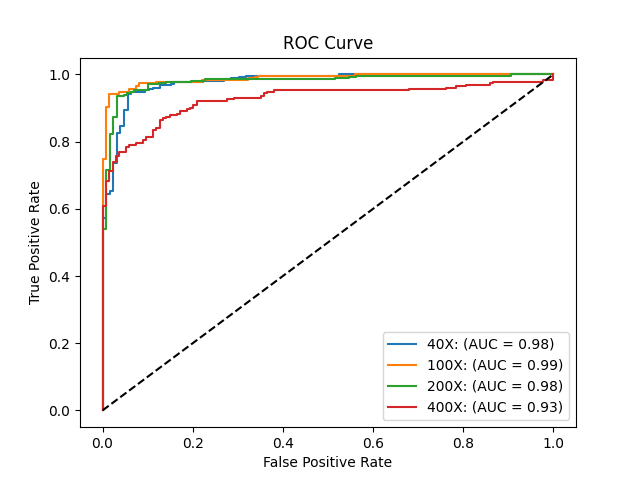 ROC Curve
True Positive Rate
1.0
0.8
0.6
0.4
0.2
0.0
40X: (AUC = 0.98)
100X: (AUC = 0.99)
200X: (AUC = 0.98)
400X: (AUC = 0.93)
0.0 0.2 0.4 0.6 0.8 1.0
False Positive Rate